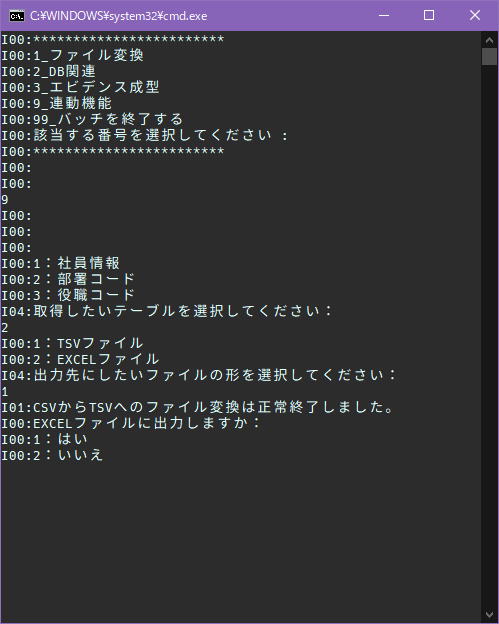 C:¥WINDOWS¥system32¥cmd.exe
I00:************************
I00:1_ファイル変換
I00:2_DB関連
I00:3_エビデンス成型
I00:9_連動機能
I00:99_バッチを終了する
I00:該当する番号を選択してください :
I00:************************
I00:
I00:
9
I00:
I00:
I00:
I00:1：社員情報
I00:2：部署コード
I00:3：役職コード
I04:取得したいテーブルを選択してください：
2
I00:1：TSVファイル
I00:2：EXCELファイル
I04:出力先にしたいファイルの形を選択してください：
1
I01:CSVからTSVへのファイル変換は正常終了しました。
I00:EXCELファイルに出力しますか：
I00:1：はい
I00:2：いいえ